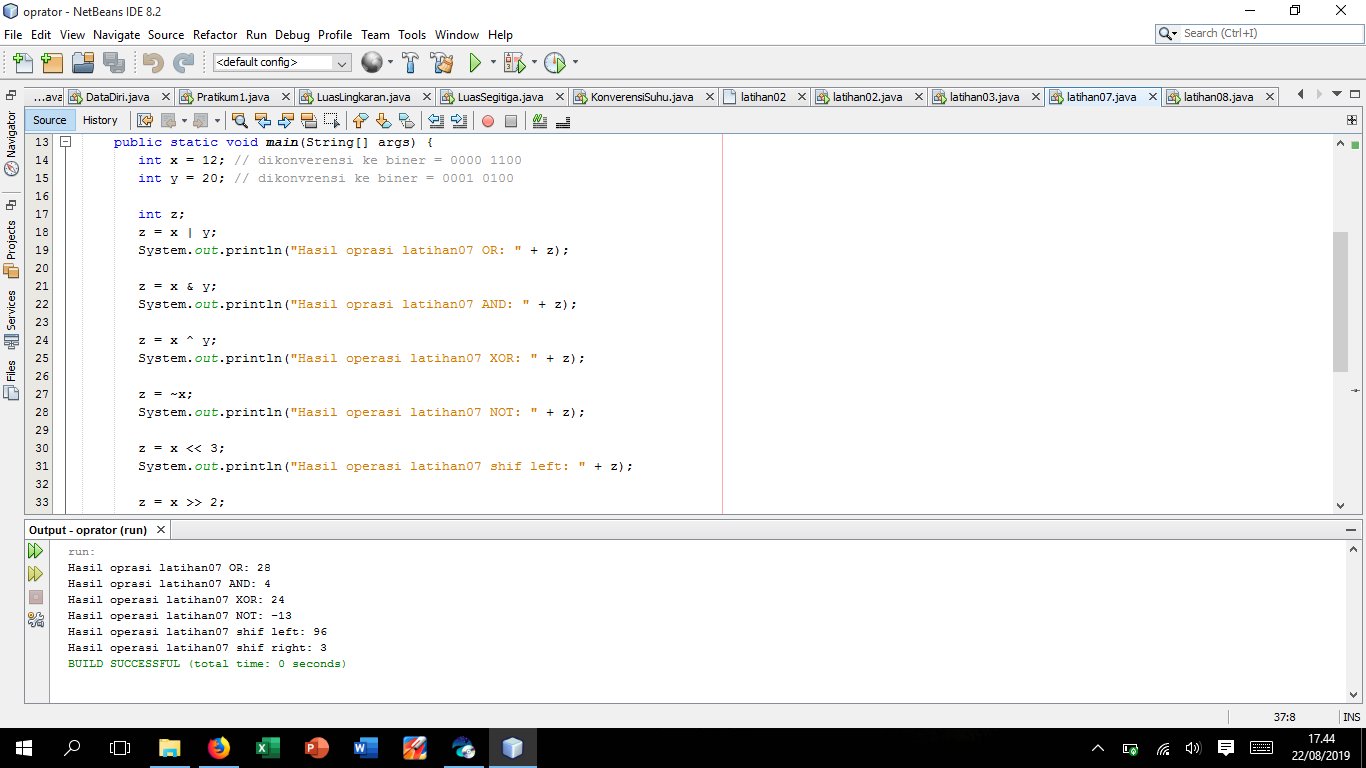 oprator - NetBeans IDE 8.2
File Edit View Navigate Source Refactor Run Debug Profile Team Tools Window Help
Search (Ctrl+I)
<default config>
...ava DataDiri.java Pratikum1.java LuasLingkaran.java LuasSegitiga.java KonverensiSuhu.java latihan02 latihan02.java latihan03.java latihan07.java latihan08.java
Source History
Navigator
Projects
Services
Files
13 public static void main(String[] args) {
14 int x = 12; // dikonverensi ke biner = 0000 1100
15 int y = 20; // dikonvrensi ke biner = 0001 0100
16
17 int z;
18 z = x | y;
19 System.out.println("Hasil oprasi latihan07 OR: " + z);
20
21 z = x & y;
22 System.out.println("Hasil oprasi latihan07 AND: " + z);
23
24 z = x ^ y;
25 System.out.println("Hasil operasi latihan07 XOR: " + z);
26
27 z = ~x;
28 System.out.println("Hasil operasi latihan07 NOT: " + z);
29
30 z = x << 3;
31 System.out.println("Hasil operasi latihan07 shif left: " + z);
32
33 z = x >> 2;
Output - oprator (run)
run:
Hasil oprasi latihan07 OR: 28
Hasil oprasi latihan07 AND: 4
Hasil operasi latihan07 XOR: 24
Hasil operasi latihan07 NOT: -13
Hasil operasi latihan07 shif left: 96
Hasil operasi latihan07 shif right: 3
BUILD SUCCESSFUL (total time: 0 seconds)
37:8 INS
17.44
22/08/2019